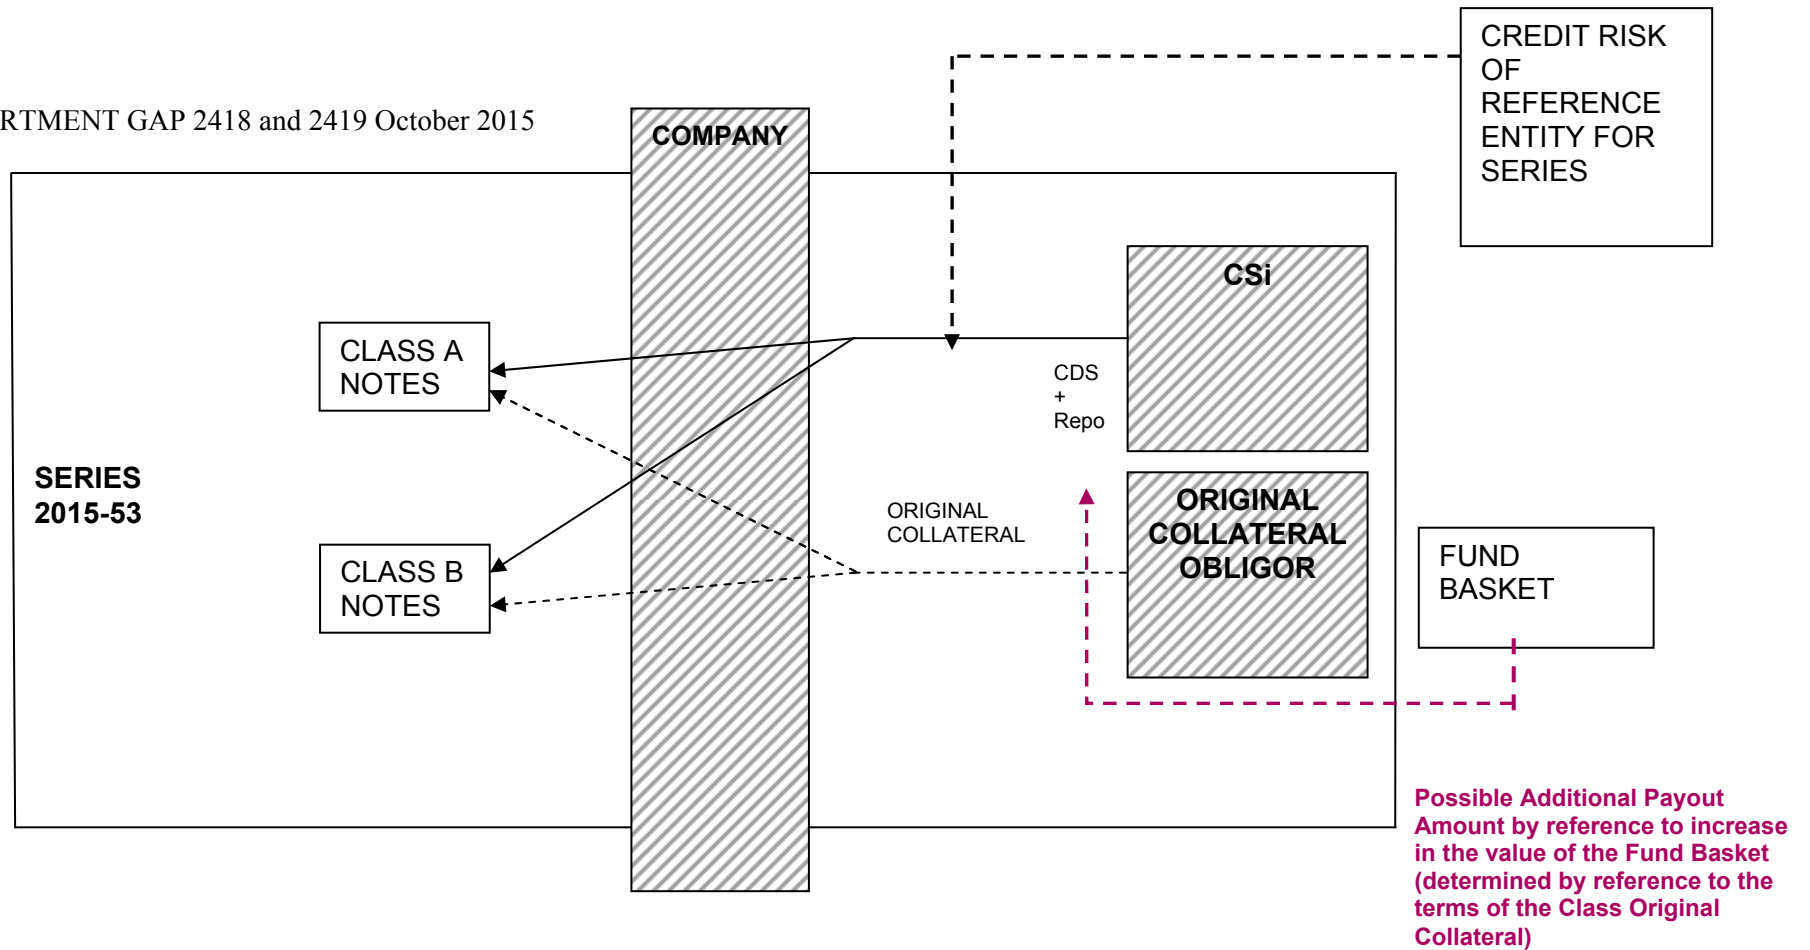 CREDIT RISK
OF
REFERENCE
ENTITY FOR
SERIES
RTMENT GAP 2418 and 2419 October 2015
COMPANY
CSi
CLASS A
NOTES
CDS
+
Repo
SERIES
2015-53
ORIGINAL
COLLATERAL
ORIGINAL
COLLATERAL
OBLIGOR
CLASS B
NOTES
FUND
BASKET
Possible Additional Payout
Amount by reference to increase
in the value of the Fund Basket
(determined by reference to the
terms of the Class Original
Collateral)